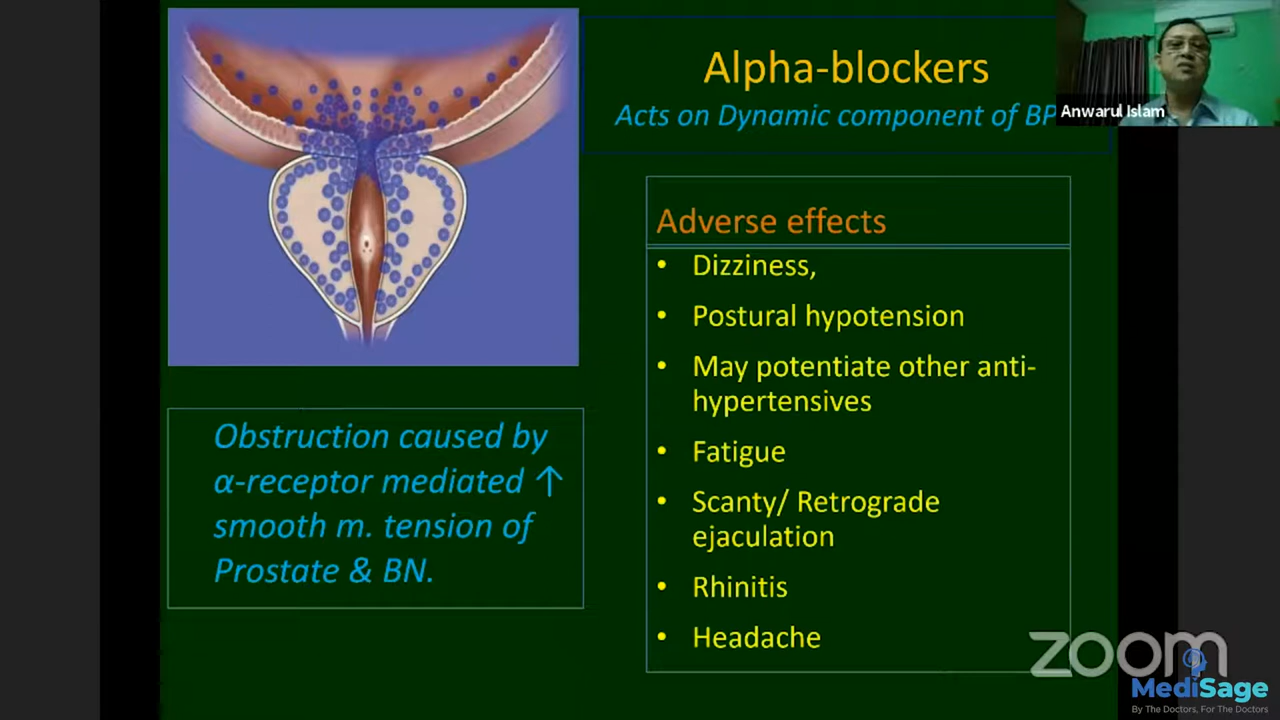 Alpha-blockers
Acts on Dynamic component of BP
Anwarul Islam
Adverse effects
• Dizziness,
• Postural hypotension
• May potentiate other anti-
hypertensives
• Fatigue
• Scanty/ Retrograde
ejaculation
• Rhinitis
• Headache
Obstruction caused by
α-receptor mediated ↑
smooth m. tension of
Prostate & BN.
zoom
MediSage
By The Doctors, For The Doctors